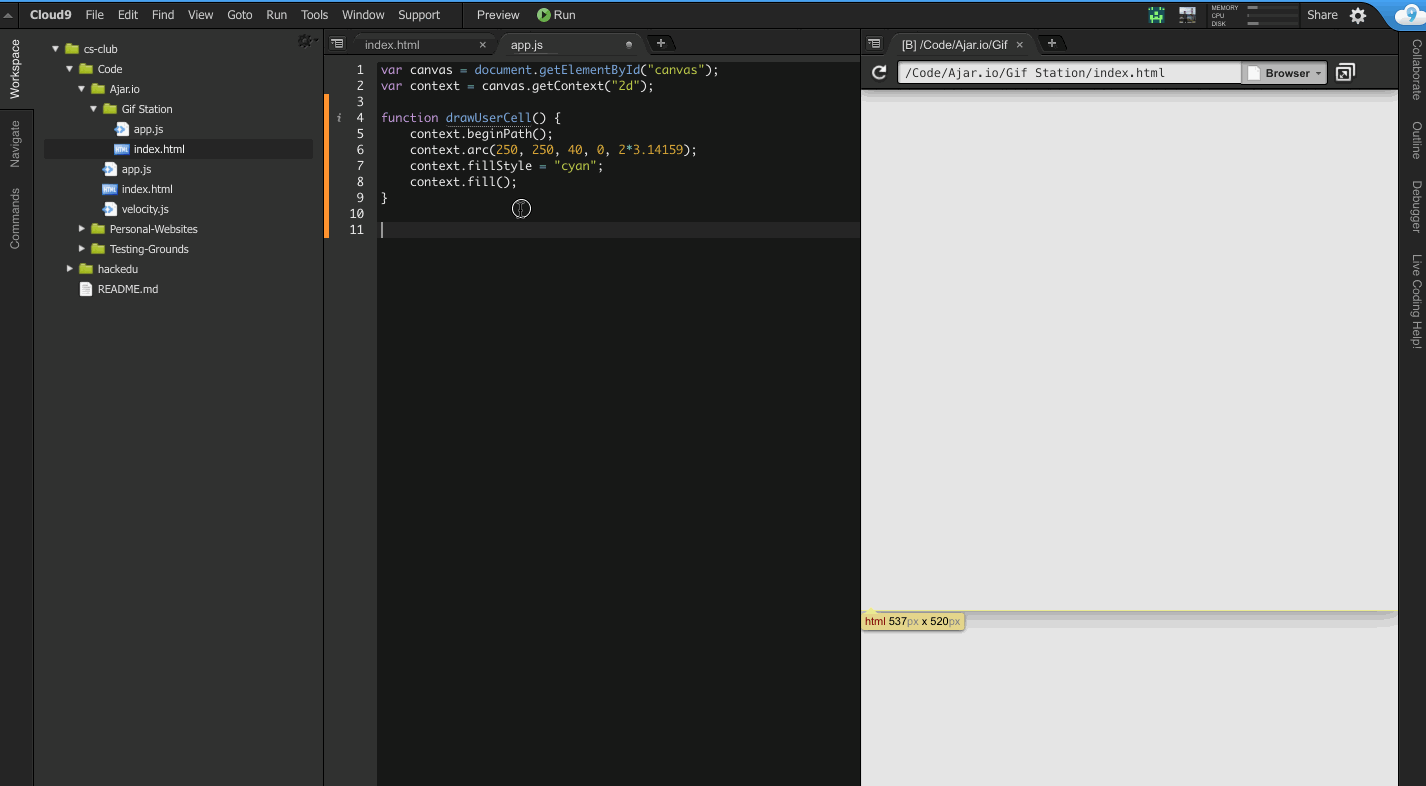 Cloud9 File Edit Find View Goto Run Tools Window Support Preview Run MEMORY CPU DISK Share
Workspace
Navigate
Commands
cs-club
Code
Ajar.io
Gif Station
app.js
index.html
app.js
index.html
velocity.js
Personal-Websites
Testing-Grounds
hackedu
README.md
index.html × app.js +
1 var canvas = document.getElementById("canvas");
2 var context = canvas.getContext("2d");
3
i 4 function drawUserCell() {
5 context.beginPath();
6 context.arc(250, 250, 40, 0, 2*3.14159);
7 context.fillStyle = "cyan";
8 context.fill();
9 }
10
11
[B] /Code/Ajar.io/Gif × +
/Code/Ajar.io/Gif Station/index.html Browser
html 537px x 520px
Collaborate
Outline
Debugger
Live Coding Help!